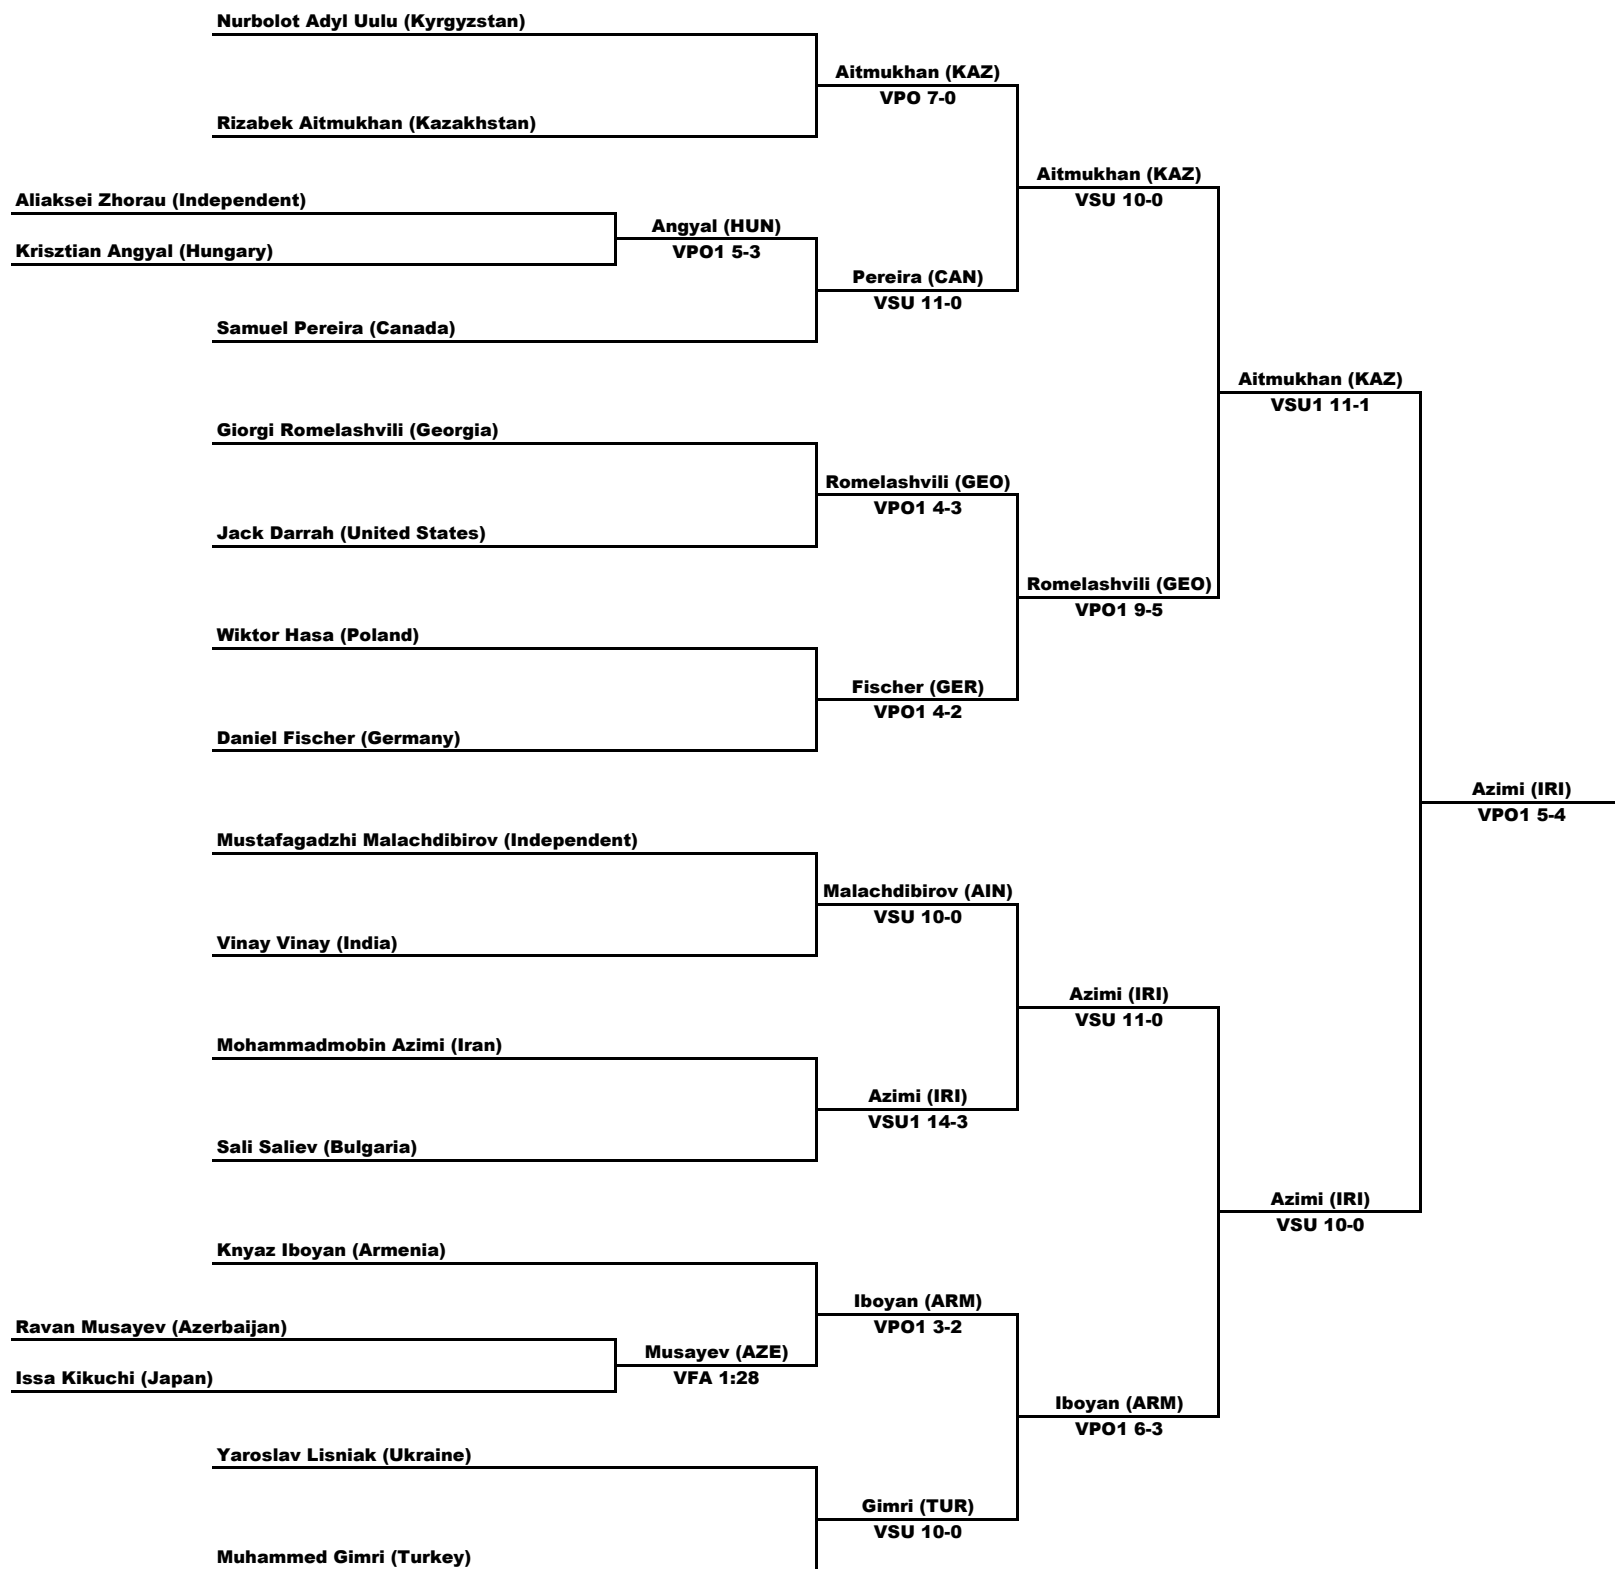 Nurbolot Adyl Uulu (Kyrgyzstan)
Aitmukhan (KAZ)
VPO 7-0
Rizabek Aitmukhan (Kazakhstan)
Aitmukhan (KAZ)
VSU 10-0
Aliaksei Zhorau (Independent)
Angyal (HUN)
VPO1 5-3
Krisztian Angyal (Hungary)
Pereira (CAN)
VSU 11-0
Samuel Pereira (Canada)
Aitmukhan (KAZ)
VSU1 11-1
Giorgi Romelashvili (Georgia)
Romelashvili (GEO)
VPO1 4-3
Jack Darrah (United States)
Romelashvili (GEO)
VPO1 9-5
Wiktor Hasa (Poland)
Fischer (GER)
VPO1 4-2
Daniel Fischer (Germany)
Azimi (IRI)
VPO1 5-4
Mustafagadzhi Malachdibirov (Independent)
Malachdibirov (AIN)
VSU 10-0
Vinay Vinay (India)
Azimi (IRI)
VSU 11-0
Mohammadmobin Azimi (Iran)
Azimi (IRI)
VSU1 14-3
Sali Saliev (Bulgaria)
Azimi (IRI)
VSU 10-0
Knyaz Iboyan (Armenia)
Iboyan (ARM)
VPO1 3-2
Ravan Musayev (Azerbaijan)
Musayev (AZE)
VFA 1:28
Issa Kikuchi (Japan)
Iboyan (ARM)
VPO1 6-3
Yaroslav Lisniak (Ukraine)
Gimri (TUR)
VSU 10-0
Muhammed Gimri (Turkey)